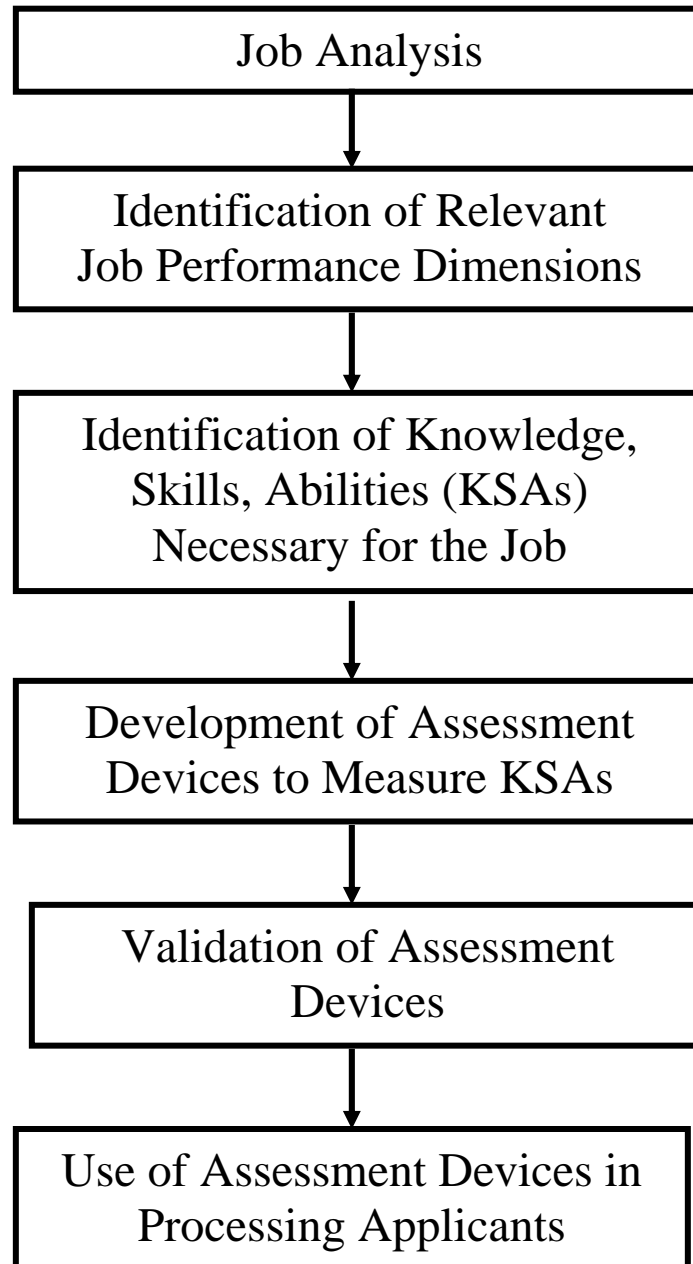 Job Analysis
Identification of Relevant
Job Performance Dimensions
Identification of Knowledge,
Skills, Abilities (KSAs)
Necessary for the Job
Development of Assessment
Devices to Measure KSAs
Validation of Assessment
Devices
Use of Assessment Devices in
Processing Applicants